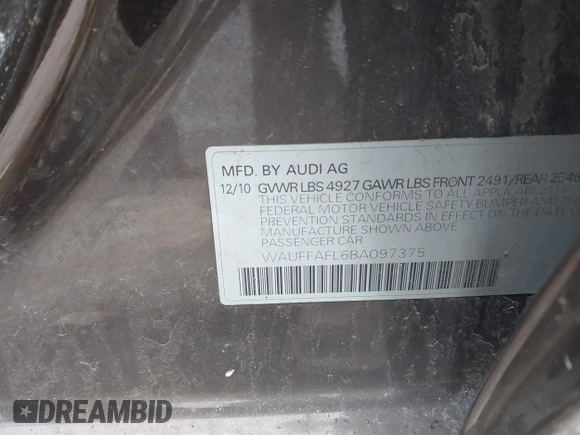 MFD. BY AUDI AG
12/10 GVWR LBS 4927 GAWR LBS FRONT 2491/REAR 2546
THIS VEHICLE CONFORMS TO ALL APPLICABLE
FEDERAL MOTOR VEHICLE SAFETY BUMPER AND
PREVENTION STANDARDS IN EFFECT ON THE DATE O
MANUFACTURE SHOWN ABOVE
PASSENGER CAR
WAUFFAFL6BA097375
DREAMBID